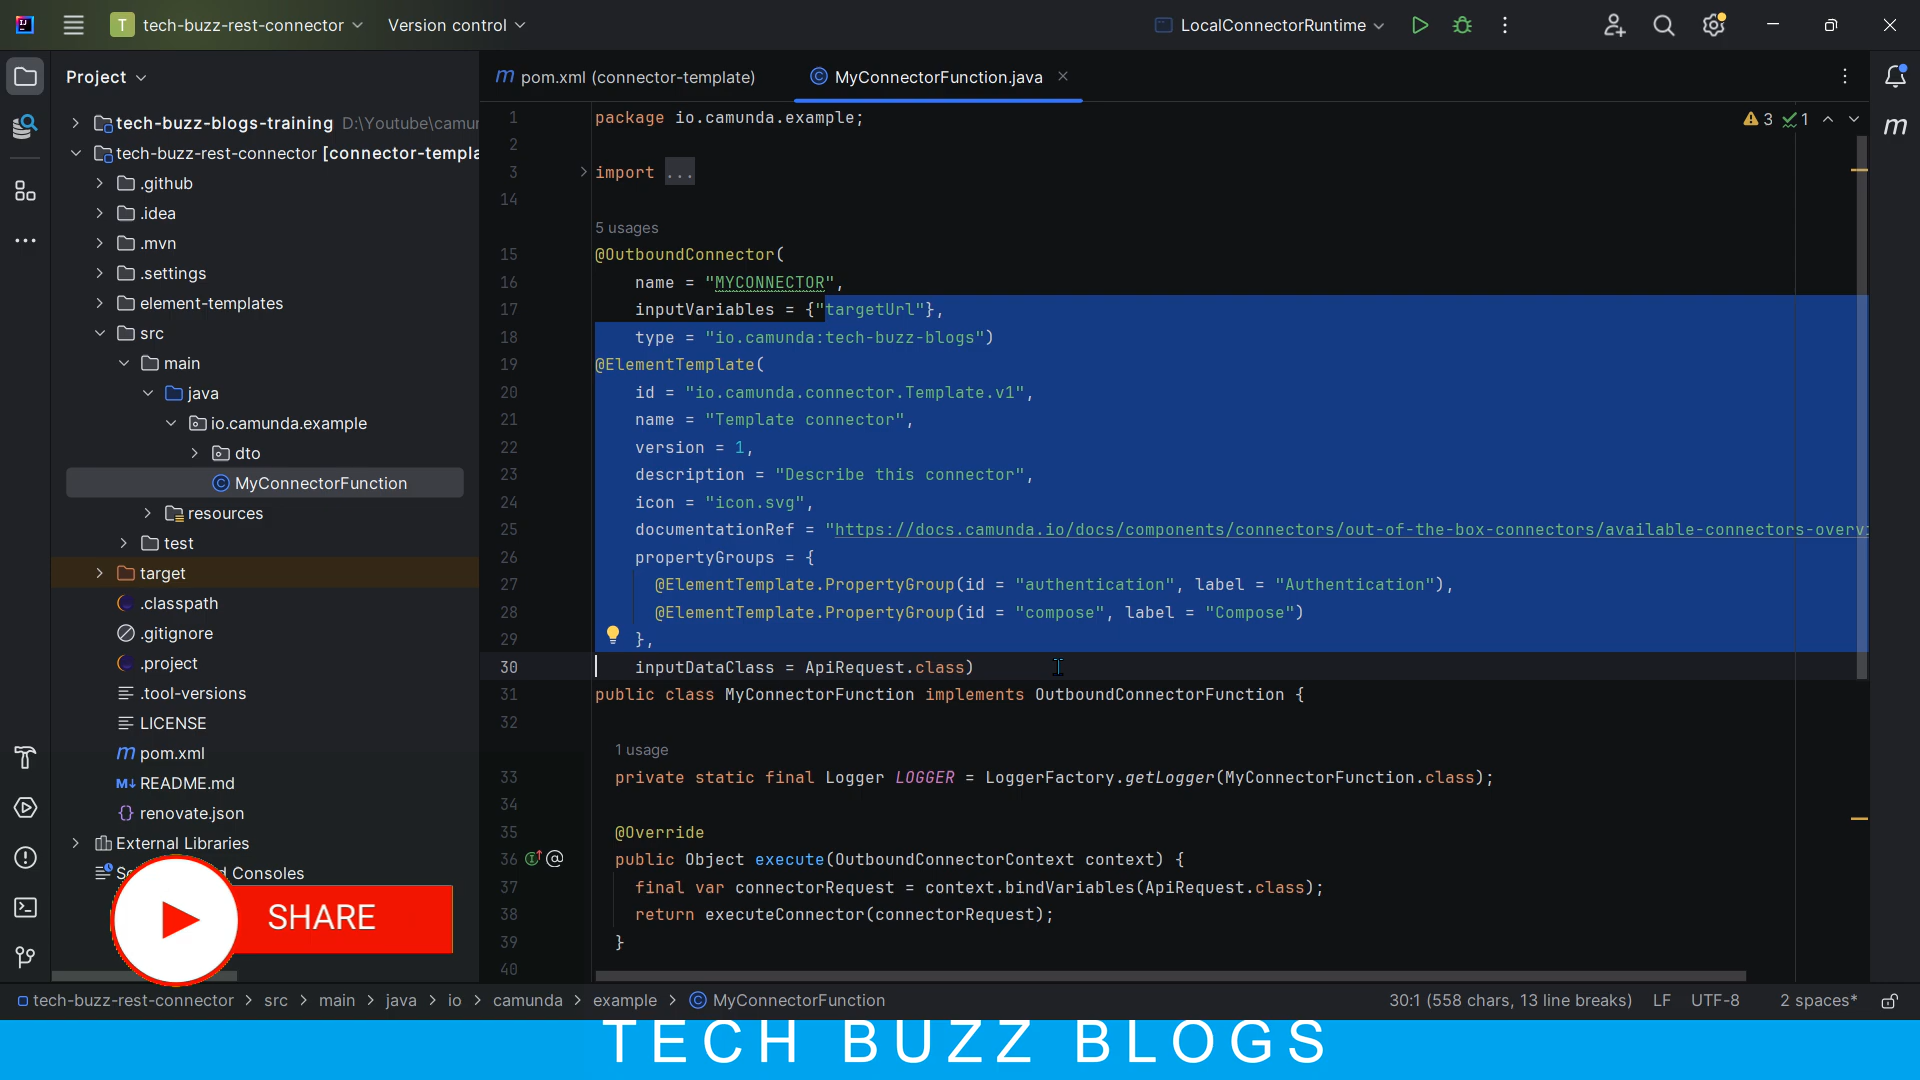 T tech-buzz-rest-connector Version control LocalConnectorRuntime
Project
pom.xml (connector-template) MyConnectorFunction.java
tech-buzz-blogs-training D:\Youtube\camu
tech-buzz-rest-connector [connector-templa
.github
.idea
.mvn
.settings
element-templates
src
main
java
io.camunda.example
dto
MyConnectorFunction
resources
test
target
.classpath
.gitignore
.project
.tool-versions
LICENSE
pom.xml
README.md
renovate.json
External Libraries
Consoles
SHARE
3 1
1 package io.camunda.example;
2
3 import ...
14
5 usages
15 @OutboundConnector(
16 name = "MYCONNECTOR",
17 inputVariables = {"targetUrl"},
18 type = "io.camunda:tech-buzz-blogs")
19 @ElementTemplate(
20 id = "io.camunda.connector.Template.v1",
21 name = "Template connector",
22 version = 1,
23 description = "Describe this connector",
24 icon = "icon.svg",
25 documentationRef = "https://docs.camunda.io/docs/components/connectors/out-of-the-box-connectors/available-connectors-overvi
26 propertyGroups = {
27 @ElementTemplate.PropertyGroup(id = "authentication", label = "Authentication"),
28 @ElementTemplate.PropertyGroup(id = "compose", label = "Compose")
29 },
30 inputDataClass = ApiRequest.class)
31 public class MyConnectorFunction implements OutboundConnectorFunction {
32
1 usage
33 private static final Logger LOGGER = LoggerFactory.getLogger(MyConnectorFunction.class);
34
35 @Override
36 public Object execute(OutboundConnectorContext context) {
37 final var connectorRequest = context.bindVariables(ApiRequest.class);
38 return executeConnector(connectorRequest);
39 }
40
tech-buzz-rest-connector > src > main > java > io > camunda > example > MyConnectorFunction 30:1 (558 chars, 13 line breaks) LF UTF-8 2 spaces*
TECH BUZZ BLOGS